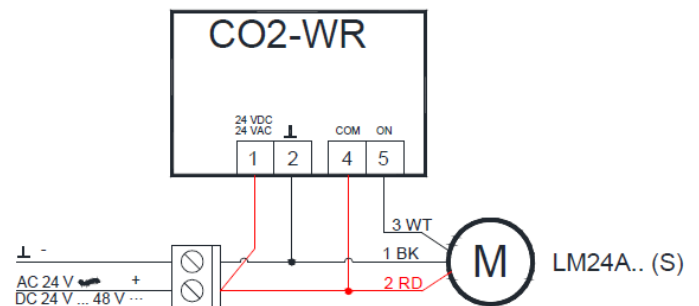 CO2-WR
24 VDC
24 VAC ⊥ COM ON
1 2 4 5
3 WT
⊥ - 1 BK M LM24A.. (S)
AC 24 V + 2 RD
DC 24 V ... 48 V ⎓